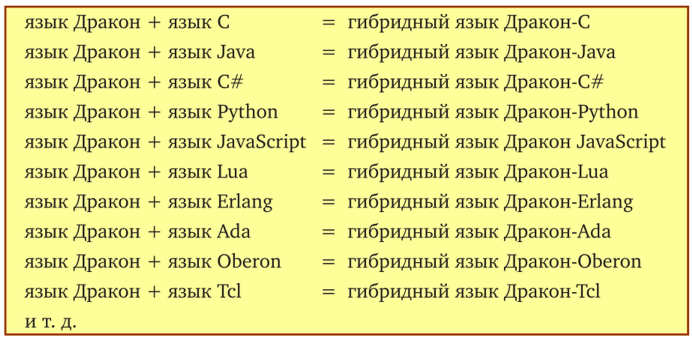 язык Дракон + язык C = гибридный язык Дракон-C
язык Дракон + язык Java = гибридный язык Дракон-Java
язык Дракон + язык C# = гибридный язык Дракон-C#
язык Дракон + язык Python = гибридный язык Дракон-Python
язык Дракон + язык JavaScript = гибридный язык Дракон JavaScript
язык Дракон + язык Lua = гибридный язык Дракон-Lua
язык Дракон + язык Erlang = гибридный язык Дракон-Erlang
язык Дракон + язык Ada = гибридный язык Дракон-Ada
язык Дракон + язык Oberon = гибридный язык Дракон-Oberon
язык Дракон + язык Tcl = гибридный язык Дракон-Tcl
и т. д.